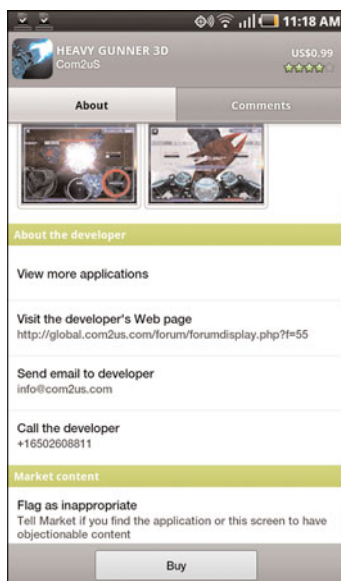 11:18 AM
HEAVY GUNNER 3D
Com2uS
US$0.99
About
Comments
About the developer
View more applications
Visit the developer's Web page
http://global.com2us.com/forum/forumdisplay.php?f=55
Send email to developer
info@com2us.com
Call the developer
+16502608811
Market content
Flag as inappropriate
Tell Market if you find the application or this screen to have
objectionable content
Buy